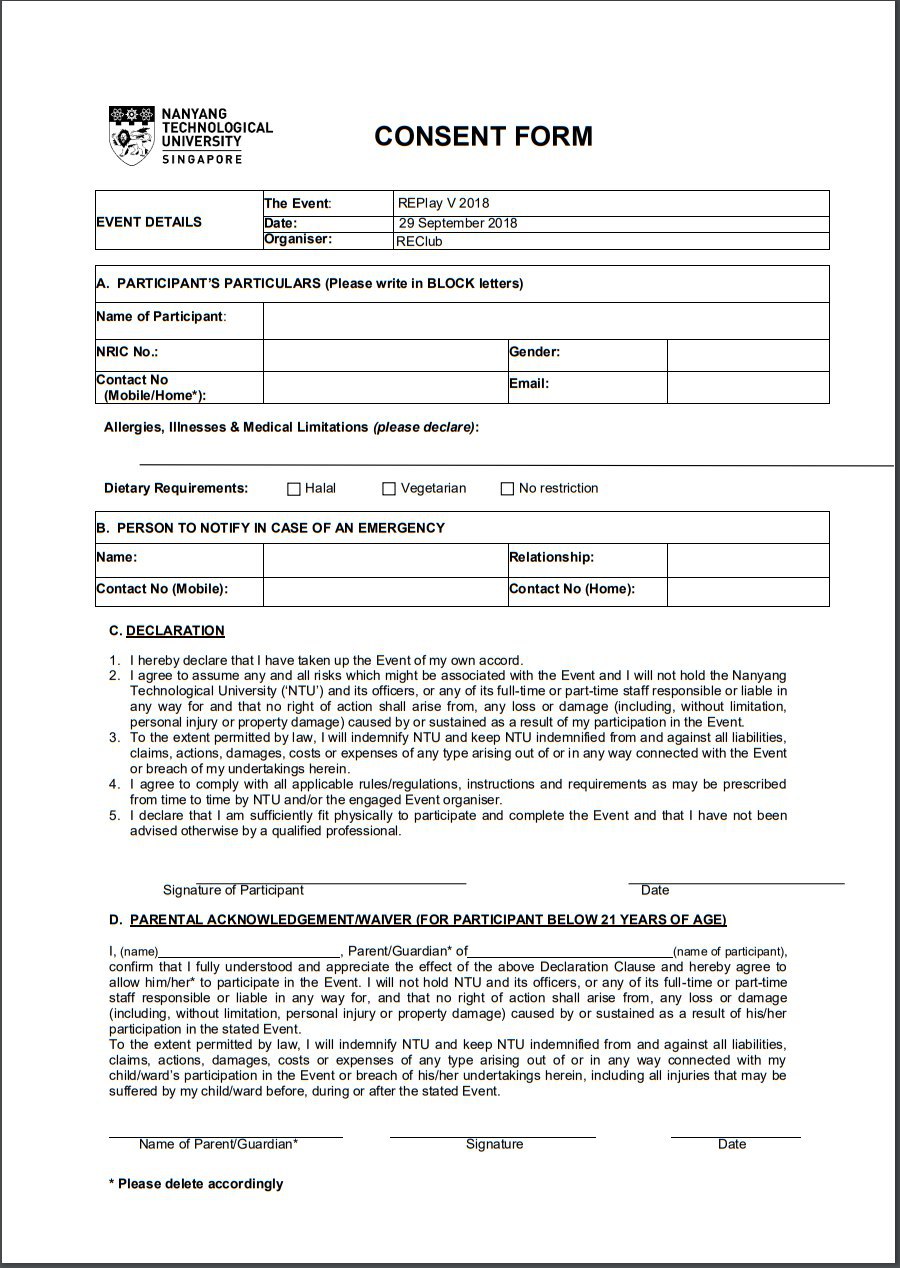 NANYANG
TECHNOLOGICAL
UNIVERSITY
SINGAPORE
CONSENT FORM
EVENT DETAILS
The Event:
REPlay V 2018
Date:
29 September 2018
Organiser:
REClub
A. PARTICIPANT'S PARTICULARS (Please write in BLOCK letters)
Name of Participant:
NRIC No.:
Gender:
Contact No
(Mobile/Home*):
Email:
Allergies, Illnesses & Medical Limitations (please declare):
Dietary Requirements: Halal Vegetarian No restriction
B. PERSON TO NOTIFY IN CASE OF AN EMERGENCY
Name:
Relationship:
Contact No (Mobile):
Contact No (Home):
C. DECLARATION
1. I hereby declare that I have taken up the Event of my own accord.
2. I agree to assume any and all risks which might be associated with the Event and I will not hold the Nanyang
Technological University ('NTU') and its officers, or any of its full-time or part-time staff responsible or liable in
any way for and that no right of action shall arise from, any loss or damage (including, without limitation,
personal injury or property damage) caused by or sustained as a result of my participation in the Event.
3. To the extent permitted by law, I will indemnify NTU and keep NTU indemnified from and against all liabilities,
claims, actions, damages, costs or expenses of any type arising out of or in any way connected with the Event
or breach of my undertakings herein.
4. I agree to comply with all applicable rules/regulations, instructions and requirements as may be prescribed
from time to time by NTU and/or the engaged Event organiser.
5. I declare that I am sufficiently fit physically to participate and complete the Event and that I have not been
advised otherwise by a qualified professional.
Signature of Participant
Date
D. PARENTAL ACKNOWLEDGEMENT/WAIVER (FOR PARTICIPANT BELOW 21 YEARS OF AGE)
I, (name)_________________________, Parent/Guardian* of____________________________(name of participant),
confirm that I fully understood and appreciate the effect of the above Declaration Clause and hereby agree to
allow him/her* to participate in the Event. I will not hold NTU and its officers, or any of its full-time or part-time
staff responsible or liable in any way for, and that no right of action shall arise from, any loss or damage
(including, without limitation, personal injury or property damage) caused by or sustained as a result of his/her
participation in the stated Event.
To the extent permitted by law, I will indemnify NTU and keep NTU indemnified from and against all liabilities,
claims, actions, damages, costs or expenses of any type arising out of or in any way connected with my
child/ward's participation in the Event or breach of his/her undertakings herein, including all injuries that may be
suffered by my child/ward before, during or after the stated Event.
Name of Parent/Guardian*
Signature
Date
* Please delete accordingly